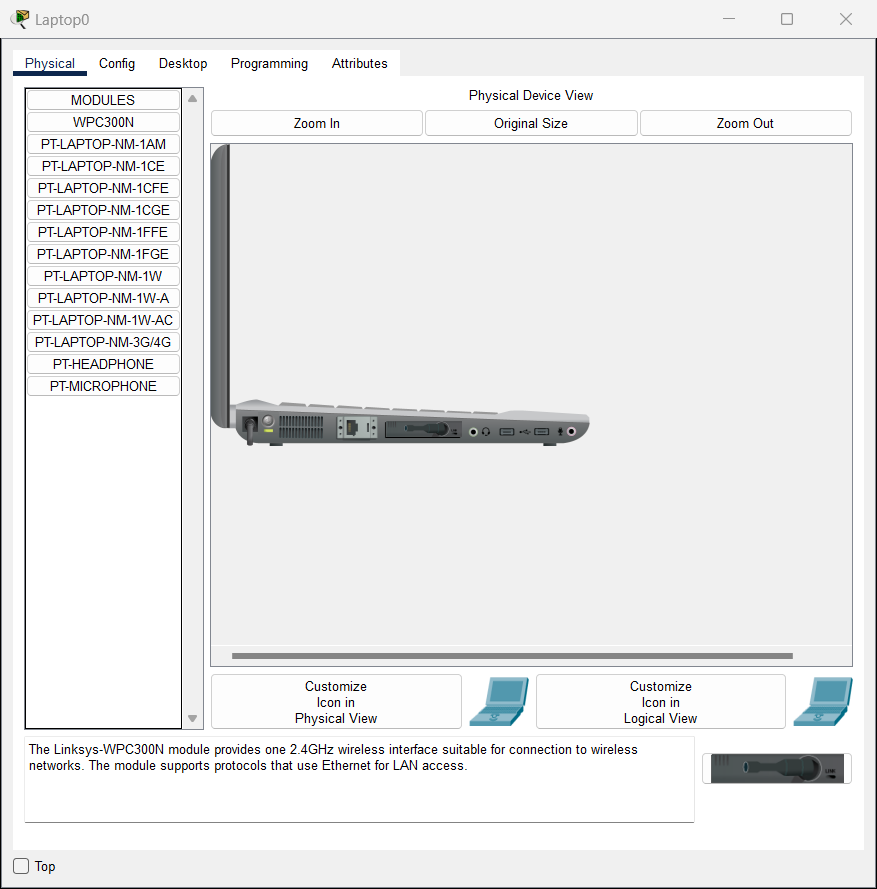 Laptop0
Physical
Config
Desktop
Programming
Attributes
MODULES
WPC300N
PT-LAPTOP-NM-1AM
PT-LAPTOP-NM-1CE
PT-LAPTOP-NM-1CFE
PT-LAPTOP-NM-1CGE
PT-LAPTOP-NM-1FFE
PT-LAPTOP-NM-1FGE
PT-LAPTOP-NM-1W
PT-LAPTOP-NM-1W-A
PT-LAPTOP-NM-1W-AC
PT-LAPTOP-NM-3G/4G
PT-HEADPHONE
PT-MICROPHONE
Physical Device View
Zoom In
Original Size
Zoom Out
Customize
Icon in
Physical View
Customize
Icon in
Logical View
The Linksys-WPC300N module provides one 2.4GHz wireless interface suitable for connection to wireless
networks. The module supports protocols that use Ethernet for LAN access.
LINK
Top